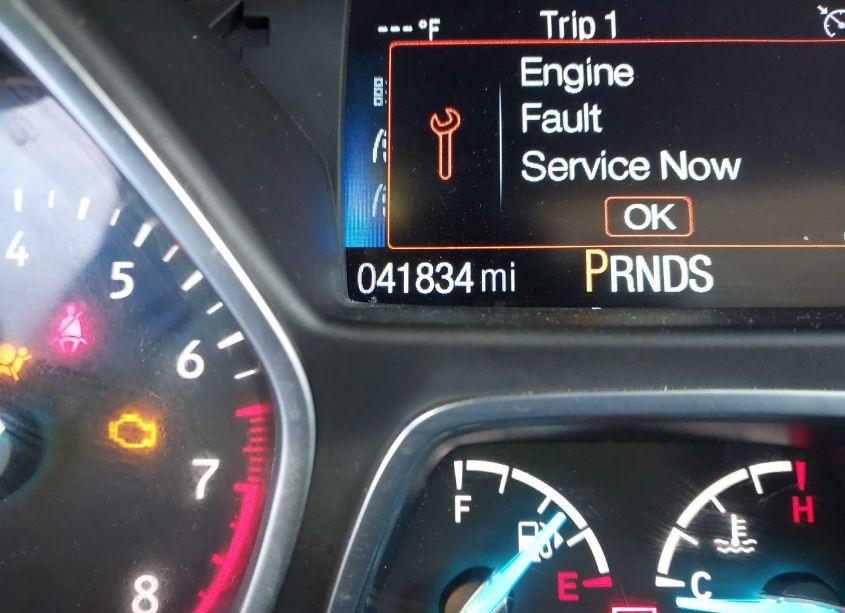 ---°F Trip 1
Engine
Fault
Service Now
OK
041834 mi PRNDS
4
5
6
7
8
F
E
C
H